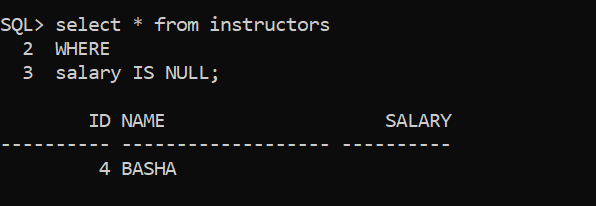 SQL> select * from instructors
  2  WHERE
  3  salary IS NULL;
        ID NAME                    SALARY
---------- ------------------- ----------
         4 BASHA